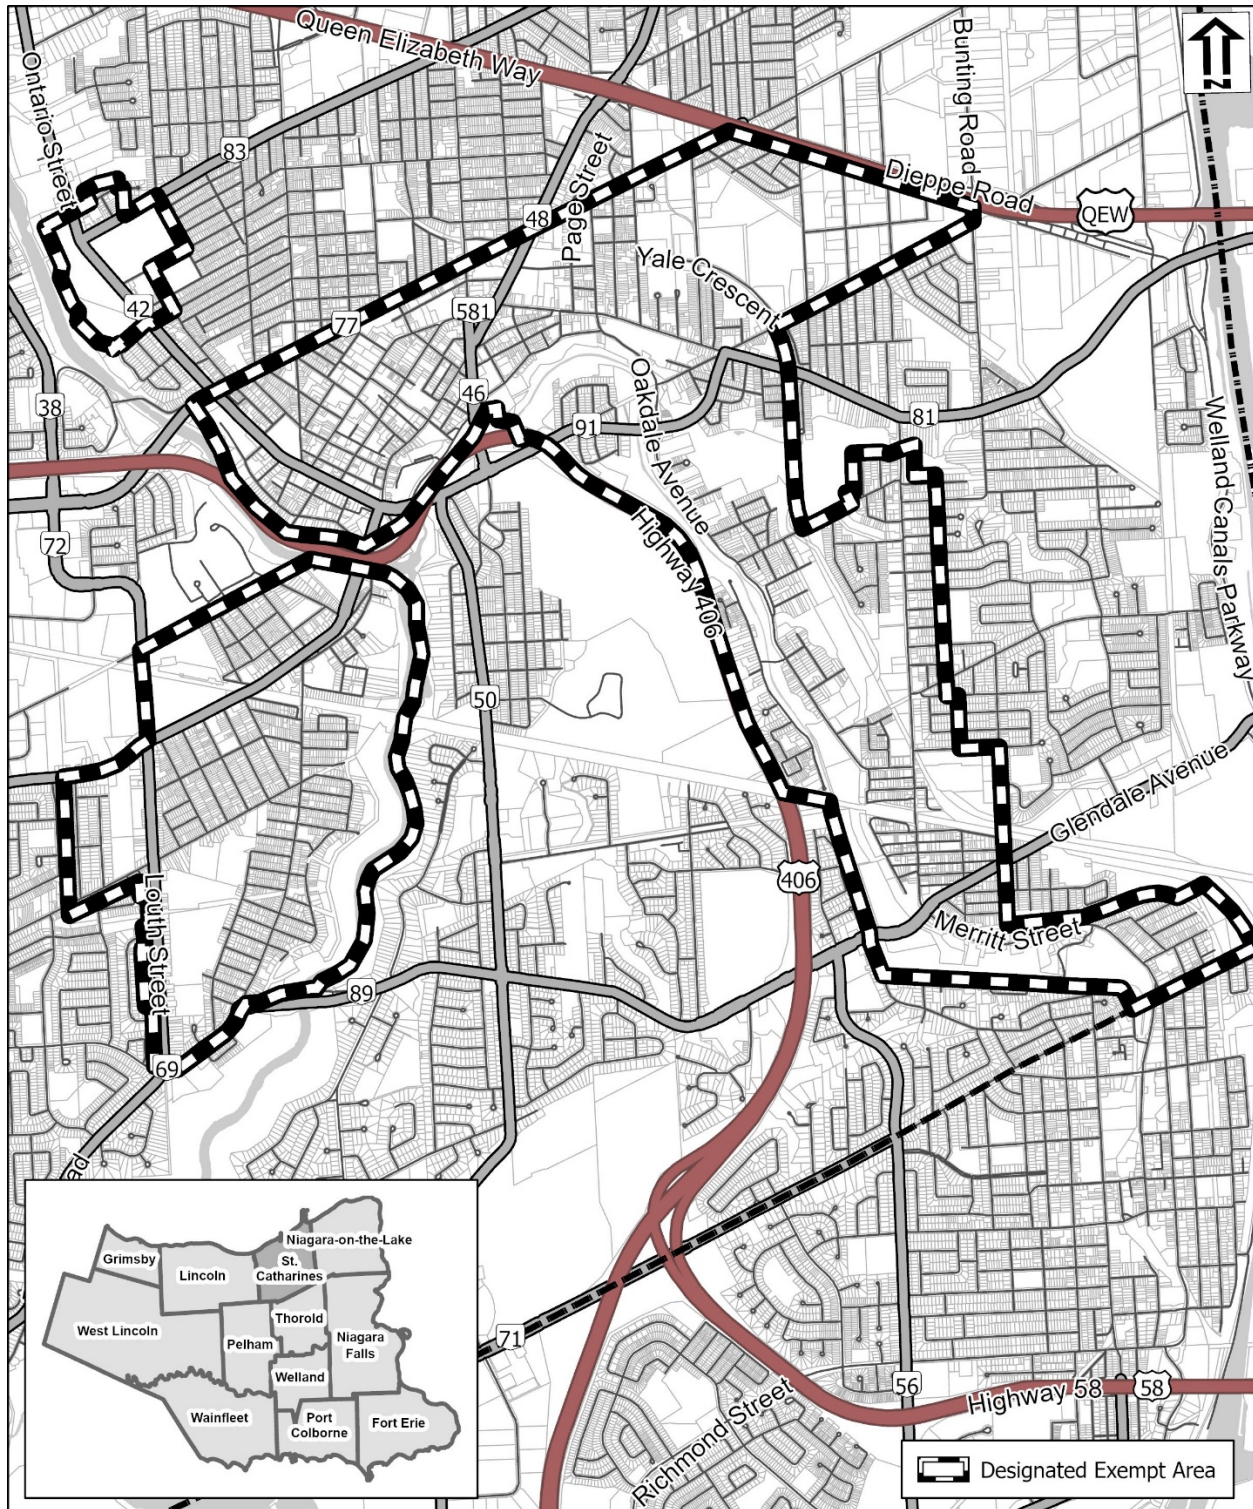 Queen Elizabeth Way
Ontario Street
Bunting Road
N
83
Page Street
Dieppe Road
QEW
48
Yale Crescent
42
77
581
Oakdale Avenue
38
46
91
81
Welland Canals Parkway
72
Highway 406
50
Glendale Avenue
406
Louth Street
Merritt Street
89
69
ad
71
56
Highway 58
58
Richmond Street
Niagara-on-the-Lake
Grimsby
Lincoln
St.
Catharines
West Lincoln
Thorold
Pelham
Niagara
Falls
Welland
Wainfleet
Port
Colborne
Fort Erie
Designated Exempt Area